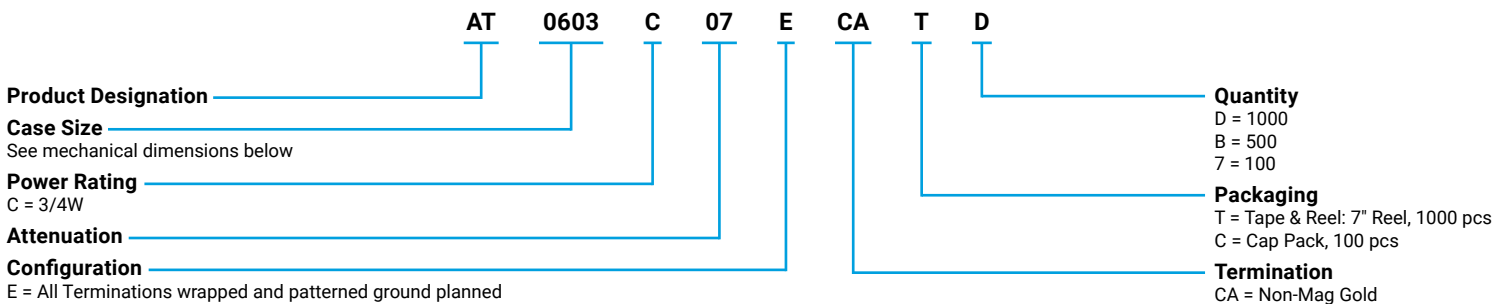 AT 0603 C 07 E CA T D
Product Designation
Case Size
See mechanical dimensions below
Power Rating
C = 3/4W
Attenuation
Configuration
E = All Terminations wrapped and patterned ground planned
Quantity
D = 1000
B = 500
7 = 100
Packaging
T = Tape & Reel: 7" Reel, 1000 pcs
C = Cap Pack, 100 pcs
Termination
CA = Non-Mag Gold